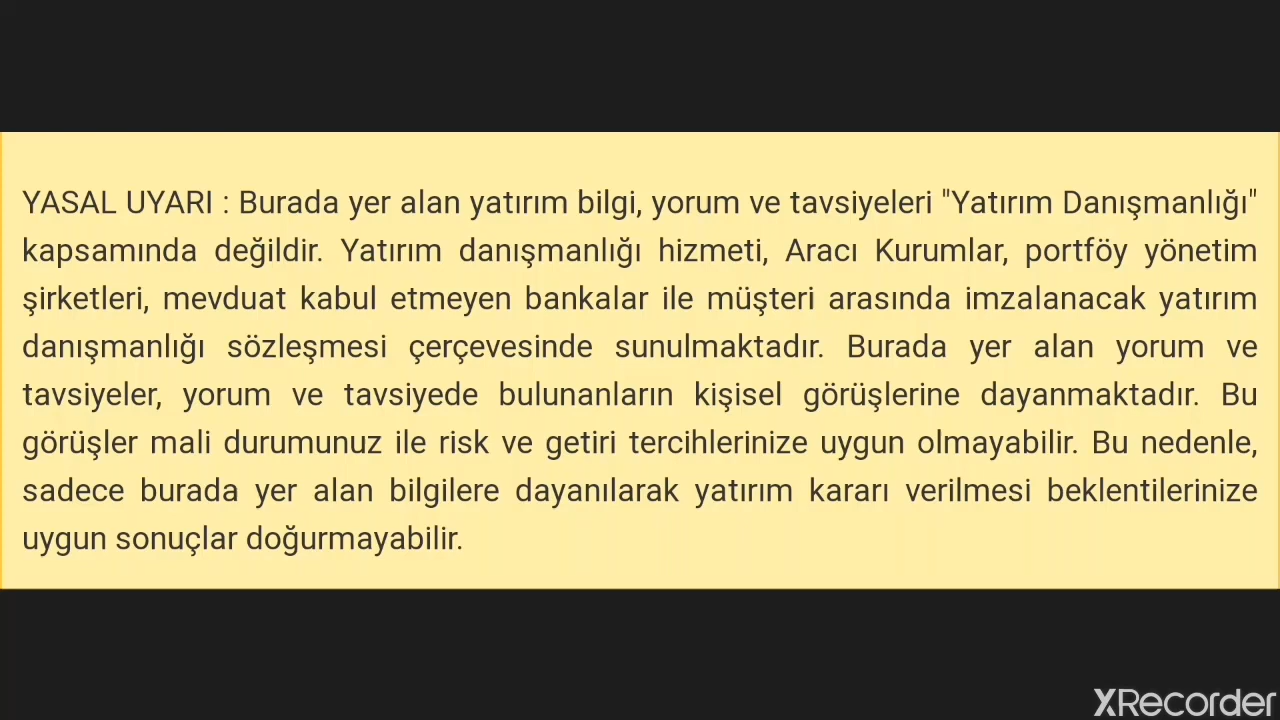 YASAL UYARI : Burada yer alan yatırım bilgi, yorum ve tavsiyeleri "Yatırım Danışmanlığı"
kapsamında değildir. Yatırım danışmanlığı hizmeti, Aracı Kurumlar, portföy yönetim
şirketleri, mevduat kabul etmeyen bankalar ile müşteri arasında imzalanacak yatırım
danışmanlığı sözleşmesi çerçevesinde sunulmaktadır. Burada yer alan yorum ve
tavsiyeler, yorum ve tavsiyede bulunanların kişisel görüşlerine dayanmaktadır. Bu
görüşler mali durumunuz ile risk ve getiri tercihlerinize uygun olmayabilir. Bu nedenle,
sadece burada yer alan bilgilere dayanılarak yatırım kararı verilmesi beklentilerinize
uygun sonuçlar doğurmayabilir.
XRecorder